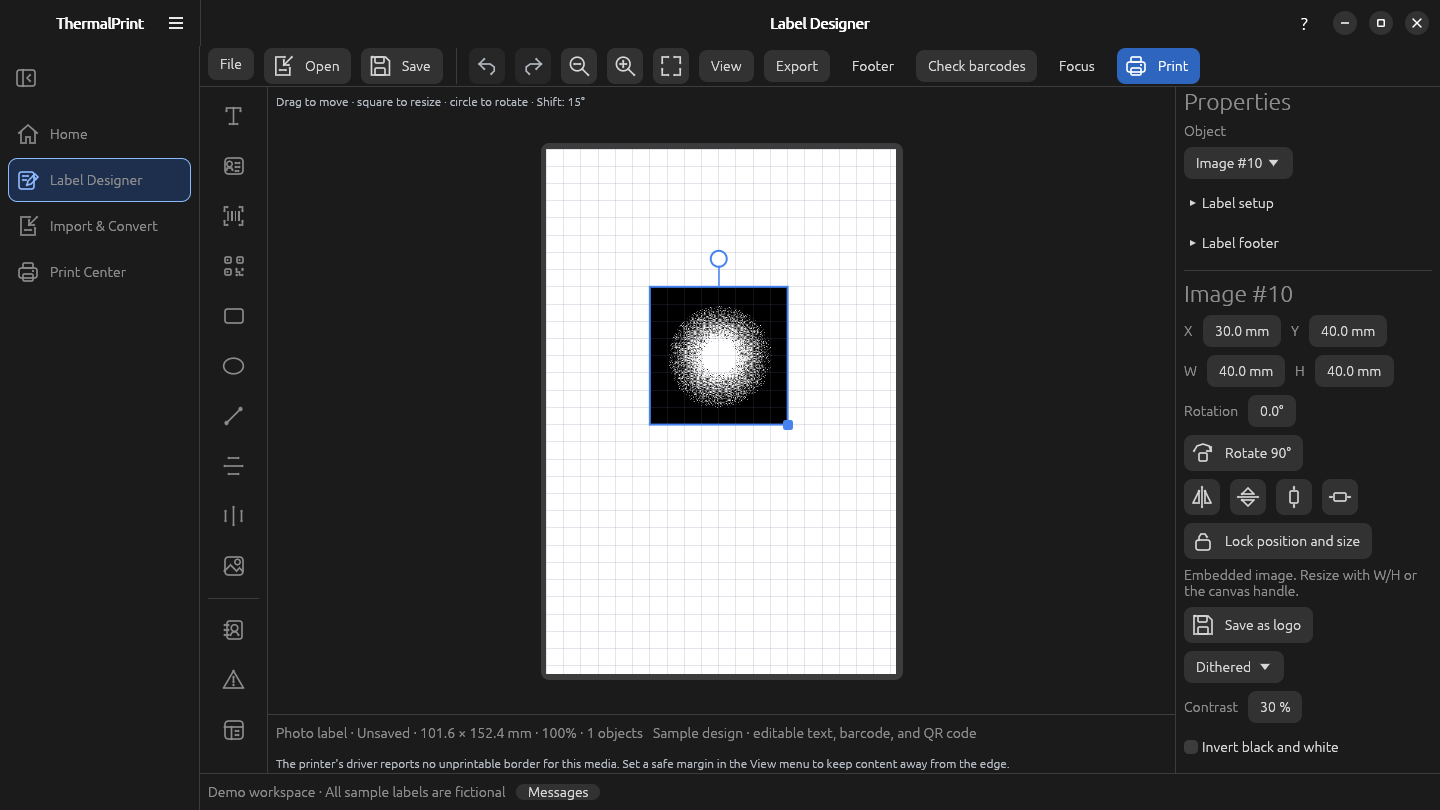 ThermalPrint
Label Designer
?
File
Open
Save
View
Export
Footer
Check barcodes
Focus
Print
Home
Label Designer
Import & Convert
Print Center
Drag to move · square to resize · circle to rotate · Shift: 15°
Properties
Object
Image #10
Label setup
Label footer
Image #10
X 30.0 mm Y 40.0 mm
W 40.0 mm H 40.0 mm
Rotation 0.0°
Rotate 90°
Lock position and size
Embedded image. Resize with W/H or
the canvas handle.
Save as logo
Dithered
Contrast 30 %
Invert black and white
Photo label · Unsaved · 101.6 × 152.4 mm · 100% · 1 objects Sample design · editable text, barcode, and QR code
The printer's driver reports no unprintable border for this media. Set a safe margin in the View menu to keep content away from the edge.
Demo workspace · All sample labels are fictional Messages